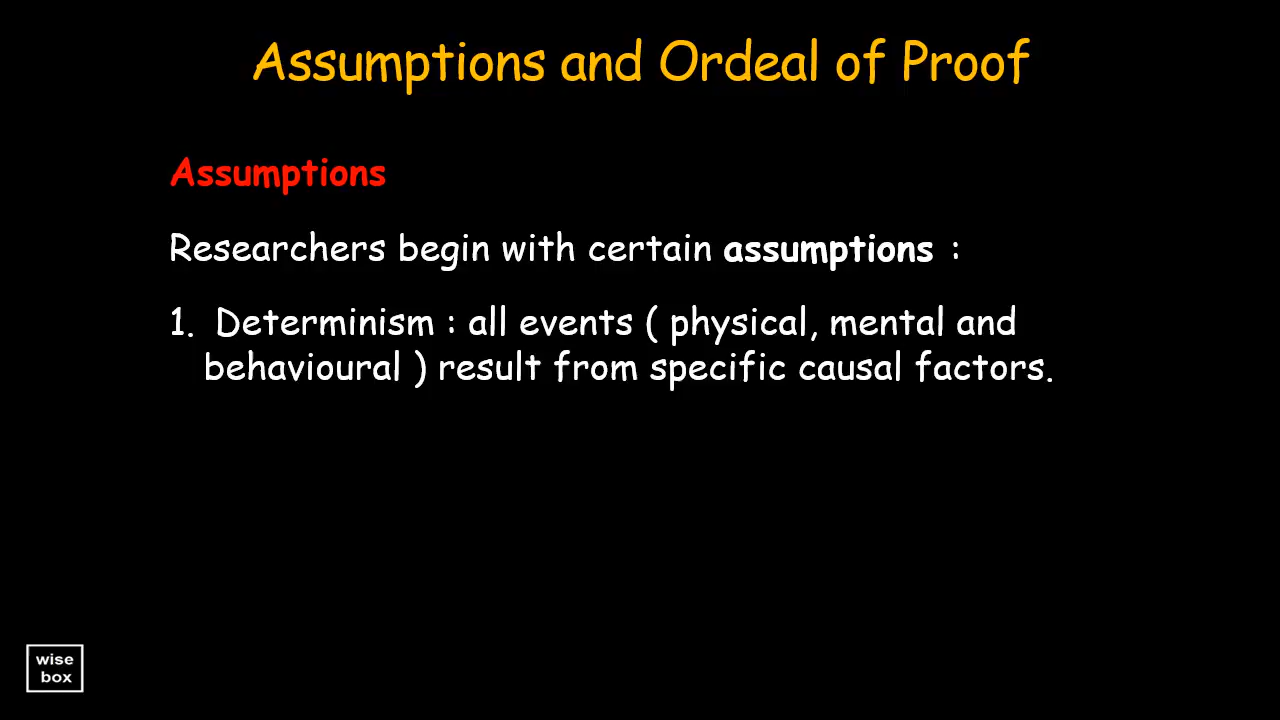 Assumptions and Ordeal of Proof
Assumptions
Researchers begin with certain assumptions :
1. Determinism : all events ( physical, mental and
behavioural ) result from specific causal factors.
wise
box